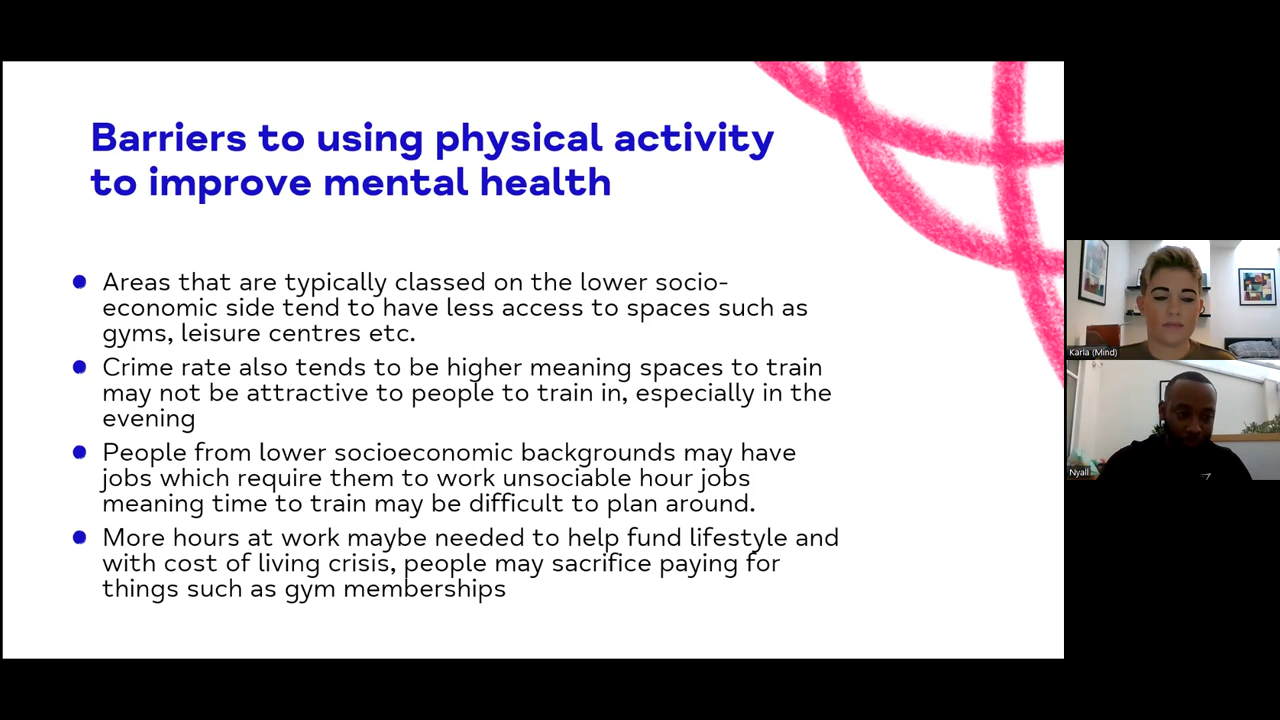 Barriers to using physical activity
to improve mental health
Areas that are typically classed on the lower socio-
economic side tend to have less access to spaces such as
gyms, leisure centres etc.
Crime rate also tends to be higher meaning spaces to train
may not be attractive to people to train in, especially in the
evening
People from lower socioeconomic backgrounds may have
jobs which require them to work unsociable hour jobs
meaning time to train may be difficult to plan around.
More hours at work maybe needed to help fund lifestyle and
with cost of living crisis, people may sacrifice paying for
things such as gym memberships
Karla (Mind)
Nyall